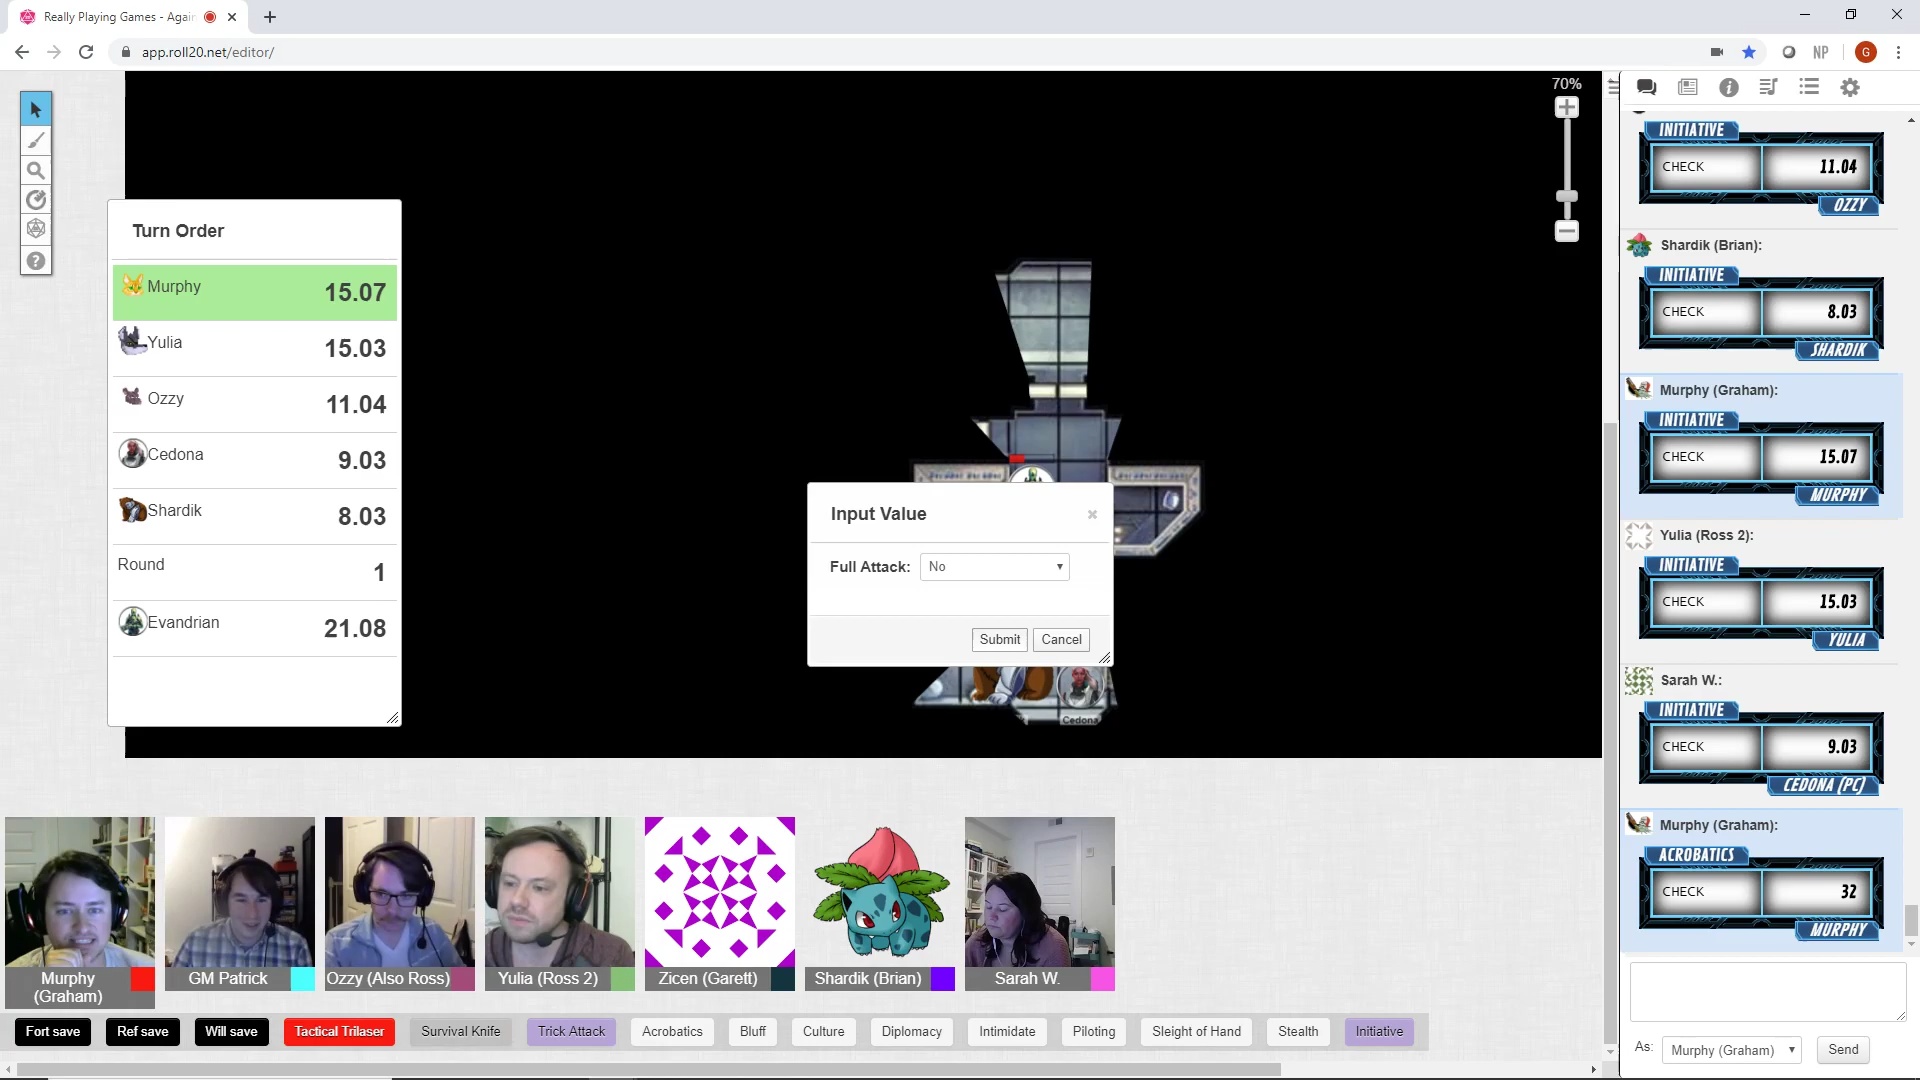 Really Playing Games - Again
app.roll20.net/editor/
NP
G
70%
Turn Order
Murphy 15.07
Yulia 15.03
Ozzy 11.04
Cedona 9.03
Shardik 8.03
Round 1
Evandrian 21.08
Input Value
Full Attack: No
Submit Cancel
Cedona
INITIATIVE
CHECK 11.04
OZZY
Shardik (Brian):
INITIATIVE
CHECK 8.03
SHARDIK
Murphy (Graham):
INITIATIVE
CHECK 15.07
MURPHY
Yulia (Ross 2):
INITIATIVE
CHECK 15.03
YULIA
Sarah W.:
INITIATIVE
CHECK 9.03
CEDONA (PC)
Murphy (Graham):
ACROBATICS
CHECK 32
MURPHY
As: Murphy (Graham) Send
Murphy
(Graham)
GM Patrick
Ozzy (Also Ross)
Yulia (Ross 2)
Zicen (Garett)
Shardik (Brian)
Sarah W.
Fort save Ref save Will save Tactical Trilaser Survival Knife Trick Attack Acrobatics Bluff Culture Diplomacy Intimidate Piloting Sleight of Hand Stealth Initiative